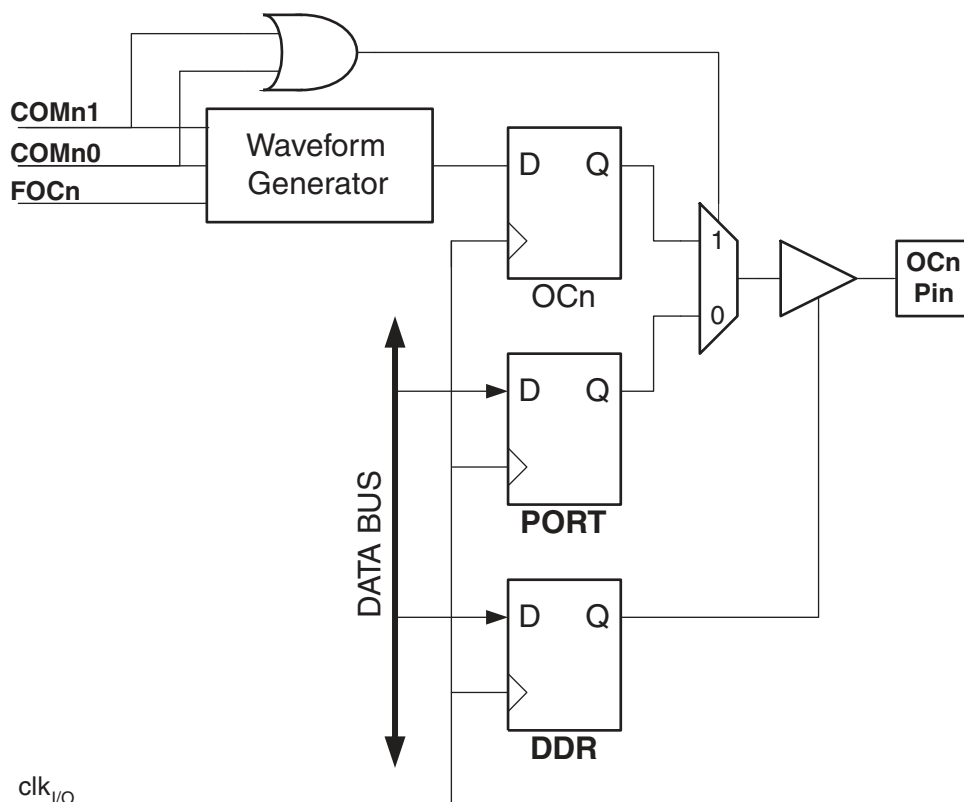 COMn1
COMn0
FOCn
Waveform
Generator
D Q
OCn
1
0
OCn
Pin
D Q
PORT
DATA BUS
D Q
DDR
clkI/O